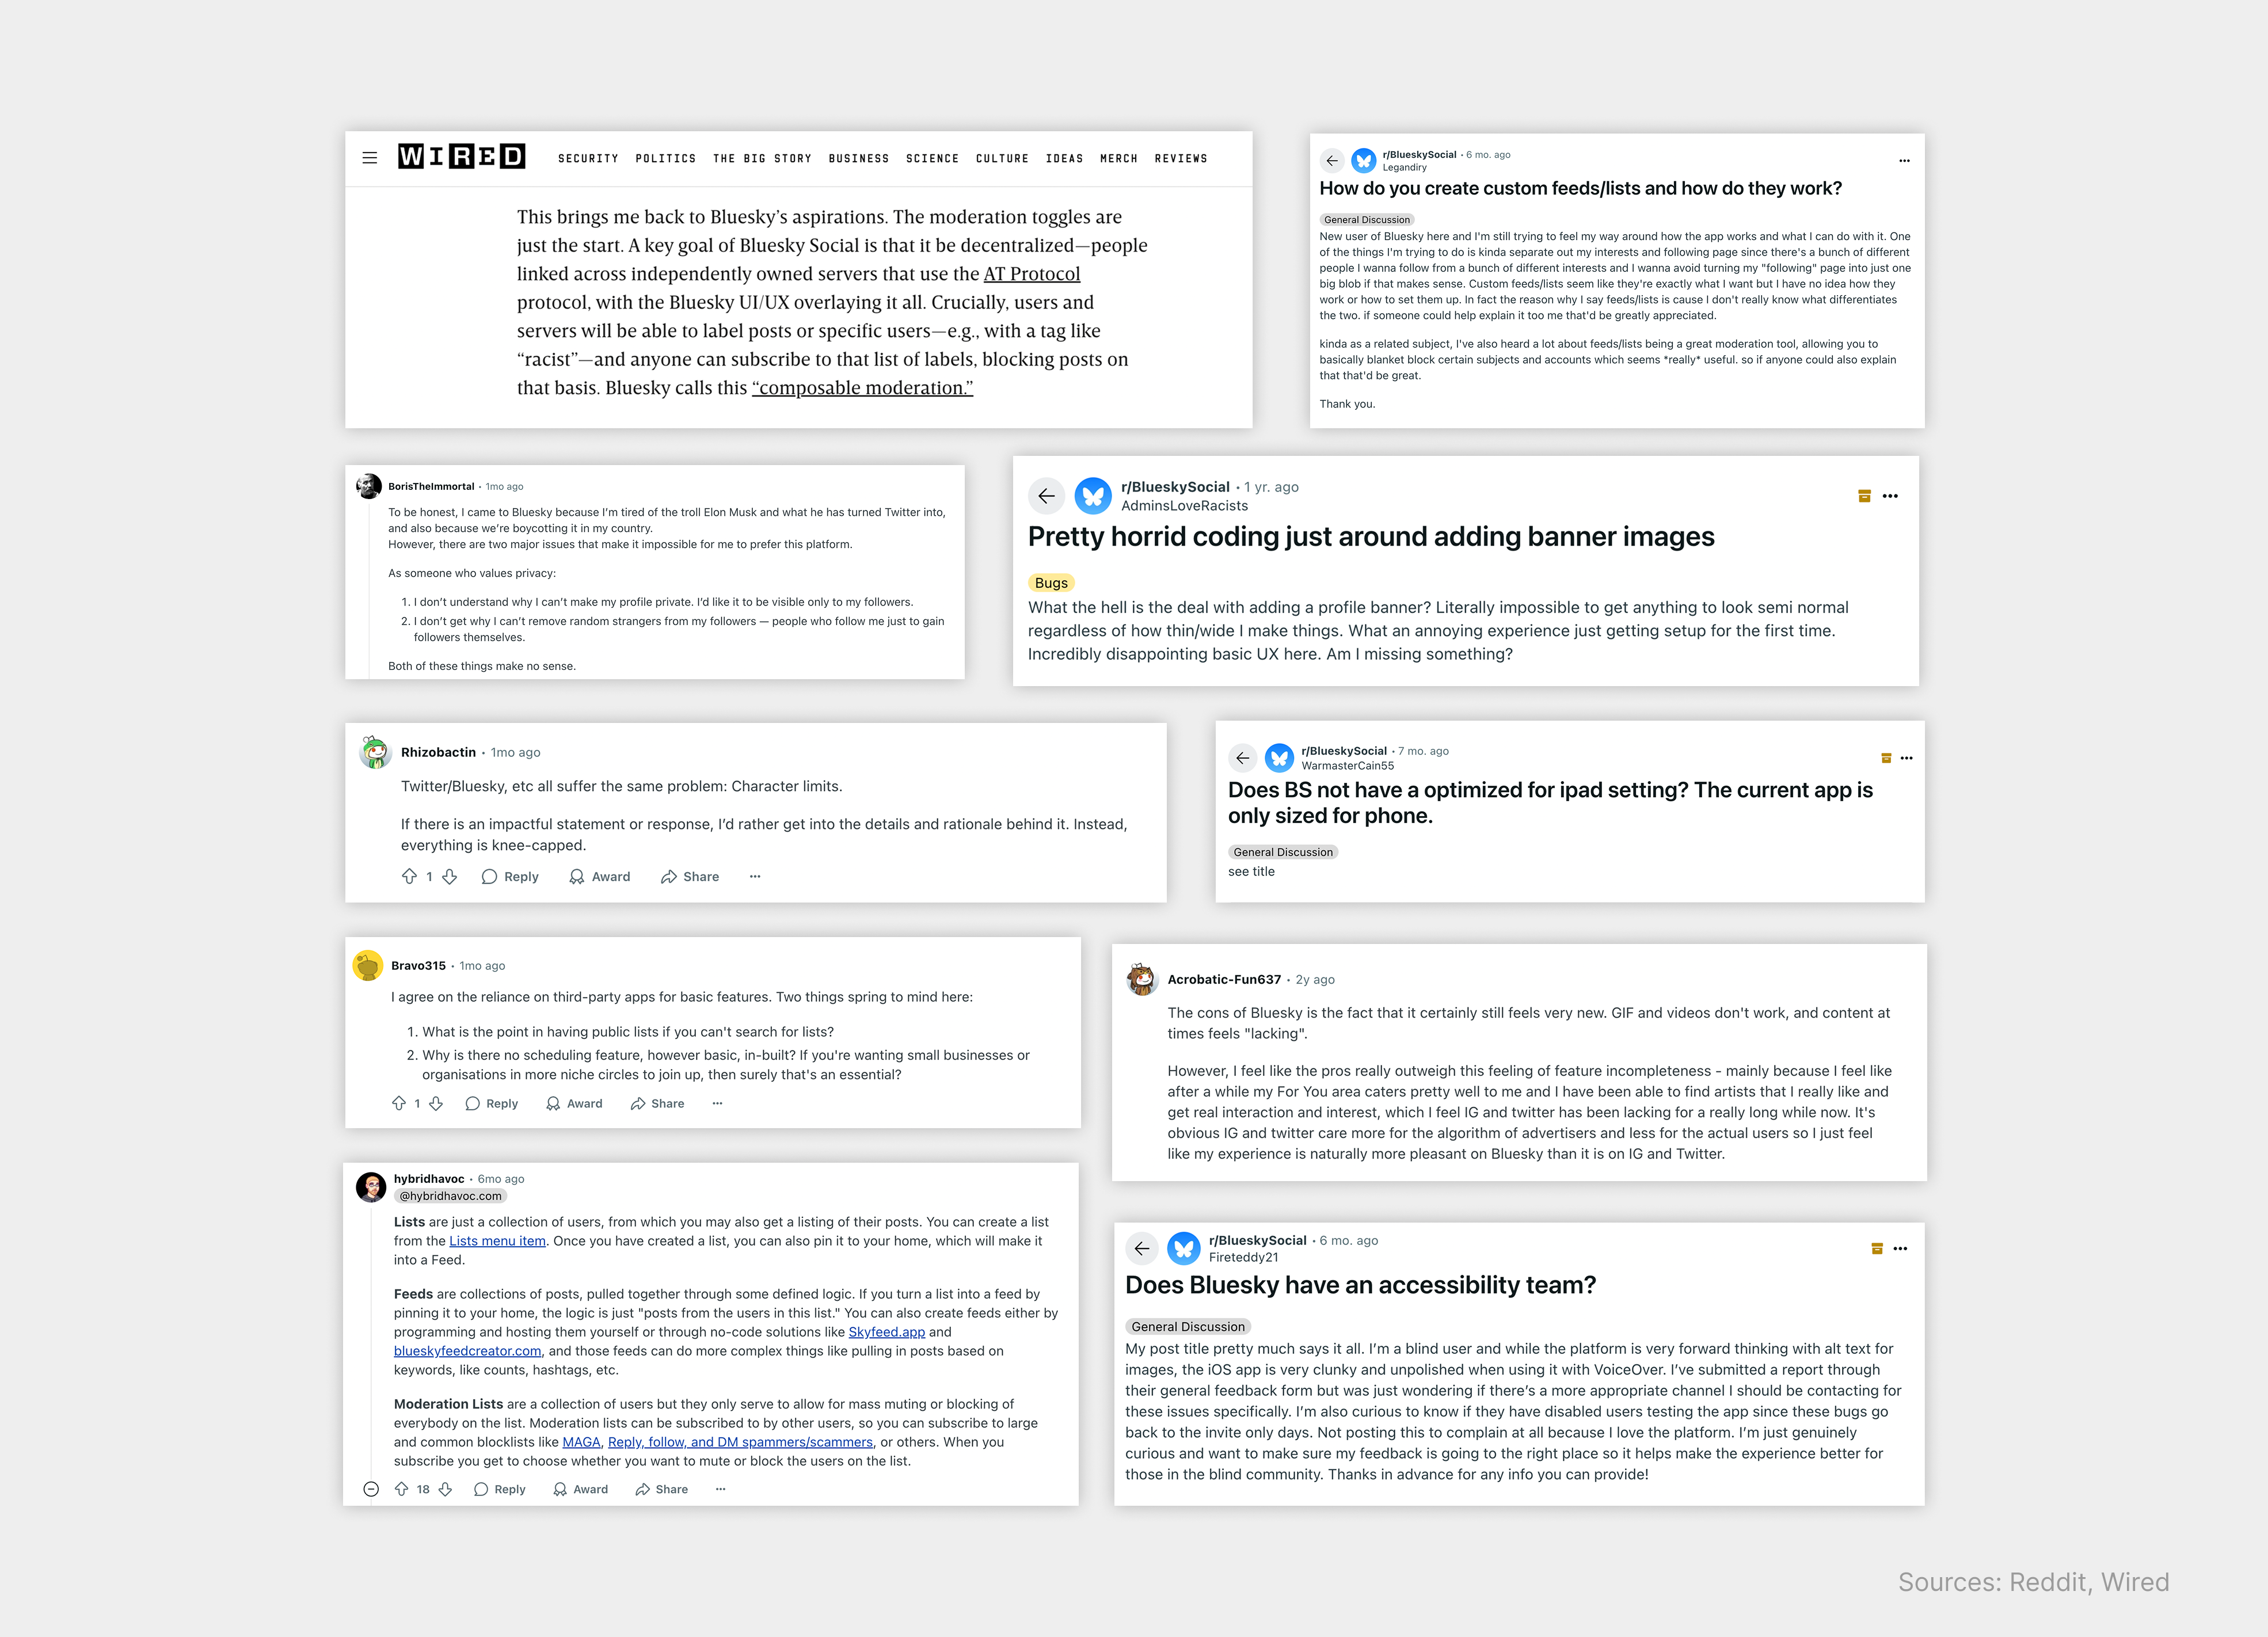 WIRED
SECURITY POLITICS THE BIG STORY BUSINESS SCIENCE CULTURE IDEAS MERCH REVIEWS
This brings me back to Bluesky’s aspirations. The moderation toggles are
just the start. A key goal of Bluesky Social is that it be decentralized—people
linked across independently owned servers that use the AT Protocol
protocol, with the Bluesky UI/UX overlaying it all. Crucially, users and
servers will be able to label posts or specific users—e.g., with a tag like
“racist”—and anyone can subscribe to that list of labels, blocking posts on
that basis. Bluesky calls this “composable moderation.”
r/BlueskySocial • 6 mo. ago
Legandiry
How do you create custom feeds/lists and how do they work?
General Discussion
New user of Bluesky here and I'm still trying to feel my way around how the app works and what I can do with it. One
of the things I'm trying to do is kinda separate out my interests and following page since there's a bunch of different
people I wanna follow from a bunch of different interests and I wanna avoid turning my "following" page into just one
big blob if that makes sense. Custom feeds/lists seem like they're exactly what I want but I have no idea how they
work or how to set them up. In fact the reason why I say feeds/lists is cause I don't really know what differentiates
the two. if someone could help explain it too me that'd be greatly appreciated.
kinda as a related subject, I've also heard a lot about feeds/lists being a great moderation tool, allowing you to
basically blanket block certain subjects and accounts which seems *really* useful. so if anyone could also explain
that that'd be great.
Thank you.
BorisTheImmortal • 1mo ago
To be honest, I came to Bluesky because I’m tired of the troll Elon Musk and what he has turned Twitter into,
and also because we’re boycotting it in my country.
However, there are two major issues that make it impossible for me to prefer this platform.
As someone who values privacy:
1. I don’t understand why I can’t make my profile private. I’d like it to be visible only to my followers.
2. I don’t get why I can’t remove random strangers from my followers — people who follow me just to gain
followers themselves.
Both of these things make no sense.
r/BlueskySocial • 1 yr. ago
AdminsLoveRacists
Pretty horrid coding just around adding banner images
Bugs
What the hell is the deal with adding a profile banner? Literally impossible to get anything to look semi normal
regardless of how thin/wide I make things. What an annoying experience just getting setup for the first time.
Incredibly disappointing basic UX here. Am I missing something?
Rhizobactin • 1mo ago
Twitter/Bluesky, etc all suffer the same problem: Character limits.
If there is an impactful statement or response, I’d rather get into the details and rationale behind it. Instead,
everything is knee-capped.
1 Reply Award Share
r/BlueskySocial • 7 mo. ago
WarmasterCain55
Does BS not have a optimized for ipad setting? The current app is
only sized for phone.
General Discussion
see title
Bravo315 • 1mo ago
I agree on the reliance on third-party apps for basic features. Two things spring to mind here:
1. What is the point in having public lists if you can't search for lists?
2. Why is there no scheduling feature, however basic, in-built? If you're wanting small businesses or
organisations in more niche circles to join up, then surely that's an essential?
1 Reply Award Share
Acrobatic-Fun637 • 2y ago
The cons of Bluesky is the fact that it certainly still feels very new. GIF and videos don't work, and content at
times feels "lacking".
However, I feel like the pros really outweigh this feeling of feature incompleteness - mainly because I feel like
after a while my For You area caters pretty well to me and I have been able to find artists that I really like and
get real interaction and interest, which I feel IG and twitter has been lacking for a really long while now. It's
obvious IG and twitter care more for the algorithm of advertisers and less for the actual users so I just feel
like my experience is naturally more pleasant on Bluesky than it is on IG and Twitter.
hybridhavoc • 6mo ago
@hybridhavoc.com
Lists are just a collection of users, from which you may also get a listing of their posts. You can create a list
from the Lists menu item. Once you have created a list, you can also pin it to your home, which will make it
into a Feed.
Feeds are collections of posts, pulled together through some defined logic. If you turn a list into a feed by
pinning it to your home, the logic is just "posts from the users in this list." You can also create feeds either by
programming and hosting them yourself or through no-code solutions like Skyfeed.app and
blueskyfeedcreator.com, and those feeds can do more complex things like pulling in posts based on
keywords, like counts, hashtags, etc.
Moderation Lists are a collection of users but they only serve to allow for mass muting or blocking of
everybody on the list. Moderation lists can be subscribed to by other users, so you can subscribe to large
and common blocklists like MAGA, Reply, follow, and DM spammers/scammers, or others. When you
subscribe you get to choose whether you want to mute or block the users on the list.
18 Reply Award Share
r/BlueskySocial • 6 mo. ago
Fireteddy21
Does Bluesky have an accessibility team?
General Discussion
My post title pretty much says it all. I’m a blind user and while the platform is very forward thinking with alt text for
images, the iOS app is very clunky and unpolished when using it with VoiceOver. I’ve submitted a report through
their general feedback form but was just wondering if there’s a more appropriate channel I should be contacting for
these issues specifically. I’m also curious to know if they have disabled users testing the app since these bugs go
back to the invite only days. Not posting this to complain at all because I love the platform. I’m just genuinely
curious and want to make sure my feedback is going to the right place so it helps make the experience better for
those in the blind community. Thanks in advance for any info you can provide!
Sources: Reddit, Wired